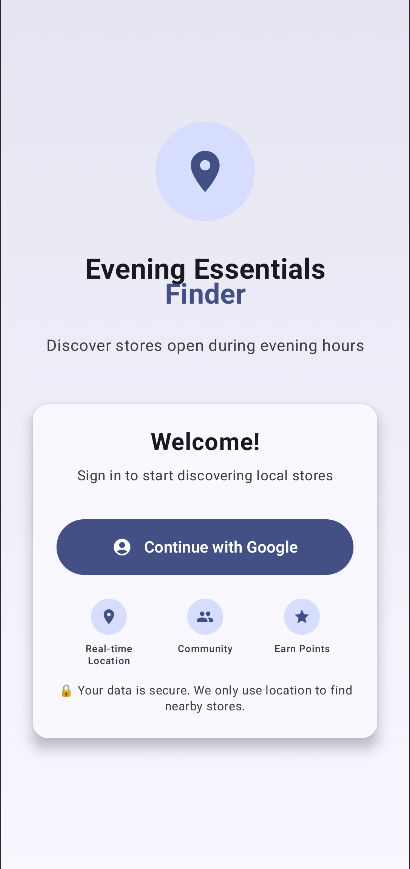 Evening Essentials
Finder
Discover stores open during evening hours
Welcome!
Sign in to start discovering local stores
Continue with Google
Real-time
Location
Community
Earn Points
🔒 Your data is secure. We only use location to find
nearby stores.